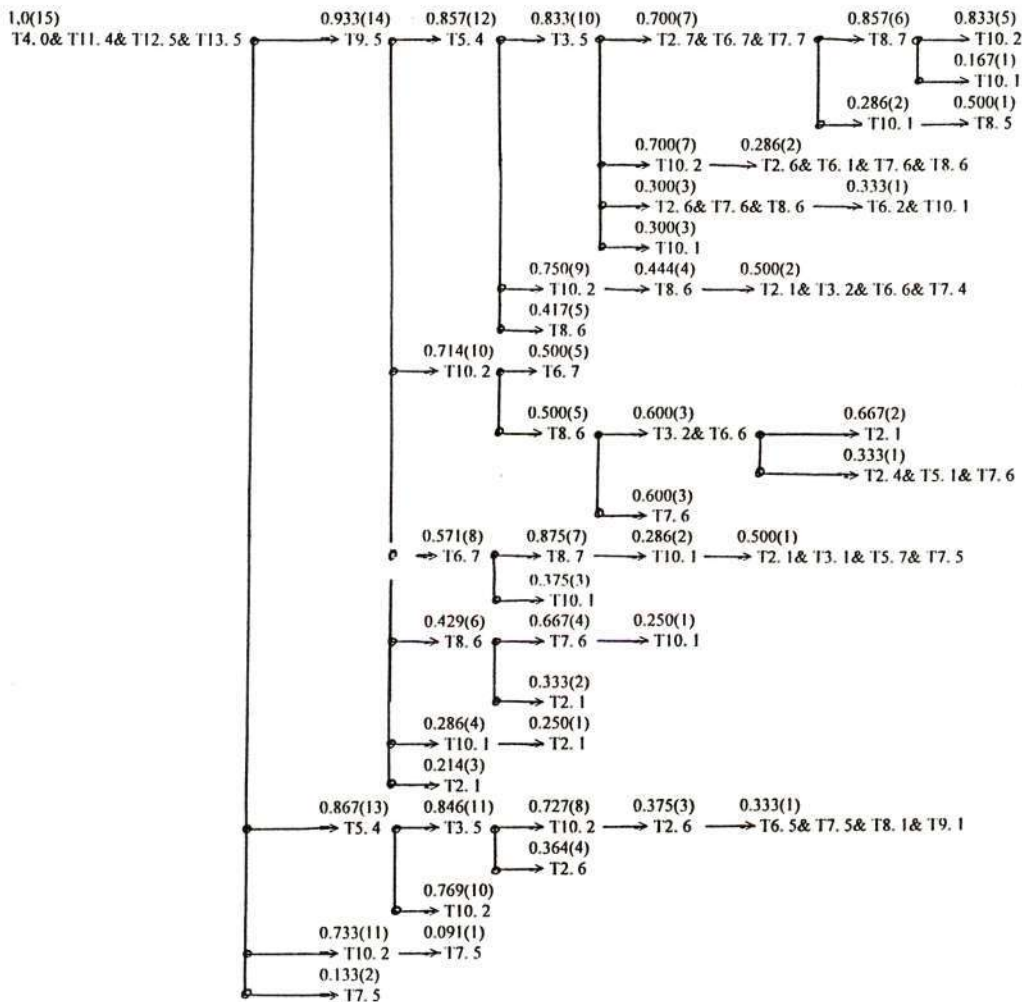 1,0(15) 0.933(14) 0.857(12) 0.833(10) 0.700(7) 0.857(6) 0.833(5)
T4.0& T11.4& T12.5& T13.5 T9.5 T5.4 T3.5 T2.7& T6.7& T7.7 T8.7 T10.2
0.167(1)
T10.1
0.286(2) 0.500(1)
T10.1 T8.5
0.700(7) 0.286(2)
T10.2 T2.6& T6.1& T7.6& T8.6
0.300(3) 0.333(1)
T2.6& T7.6& T8.6 T6.2& T10.1
0.300(3)
T10.1
0.750(9) 0.444(4) 0.500(2)
T10.2 T8.6 T2.1& T3.2& T6.6& T7.4
0.417(5)
T8.6
0.714(10) 0.500(5)
T10.2 T6.7
0.500(5) 0.600(3) 0.667(2)
T8.6 T3.2& T6.6 T2.1
0.333(1)
T2.4& T5.1& T7.6
0.600(3)
T7.6
0.571(8) 0.875(7) 0.286(2) 0.500(1)
T6.7 T8.7 T10.1 T2.1& T3.1& T5.7& T7.5
0.375(3)
T10.1
0.429(6) 0.667(4) 0.250(1)
T8.6 T7.6 T10.1
0.333(2)
T2.1
0.286(4) 0.250(1)
T10.1 T2.1
0.214(3)
T2.1
0.867(13) 0.846(11) 0.727(8) 0.375(3) 0.333(1)
T5.4 T3.5 T10.2 T2.6 T6.5& T7.5& T8.1& T9.1
0.364(4)
T2.6
0.769(10)
T10.2
0.733(11) 0.091(1)
T10.2 T7.5
0.133(2)
T7.5